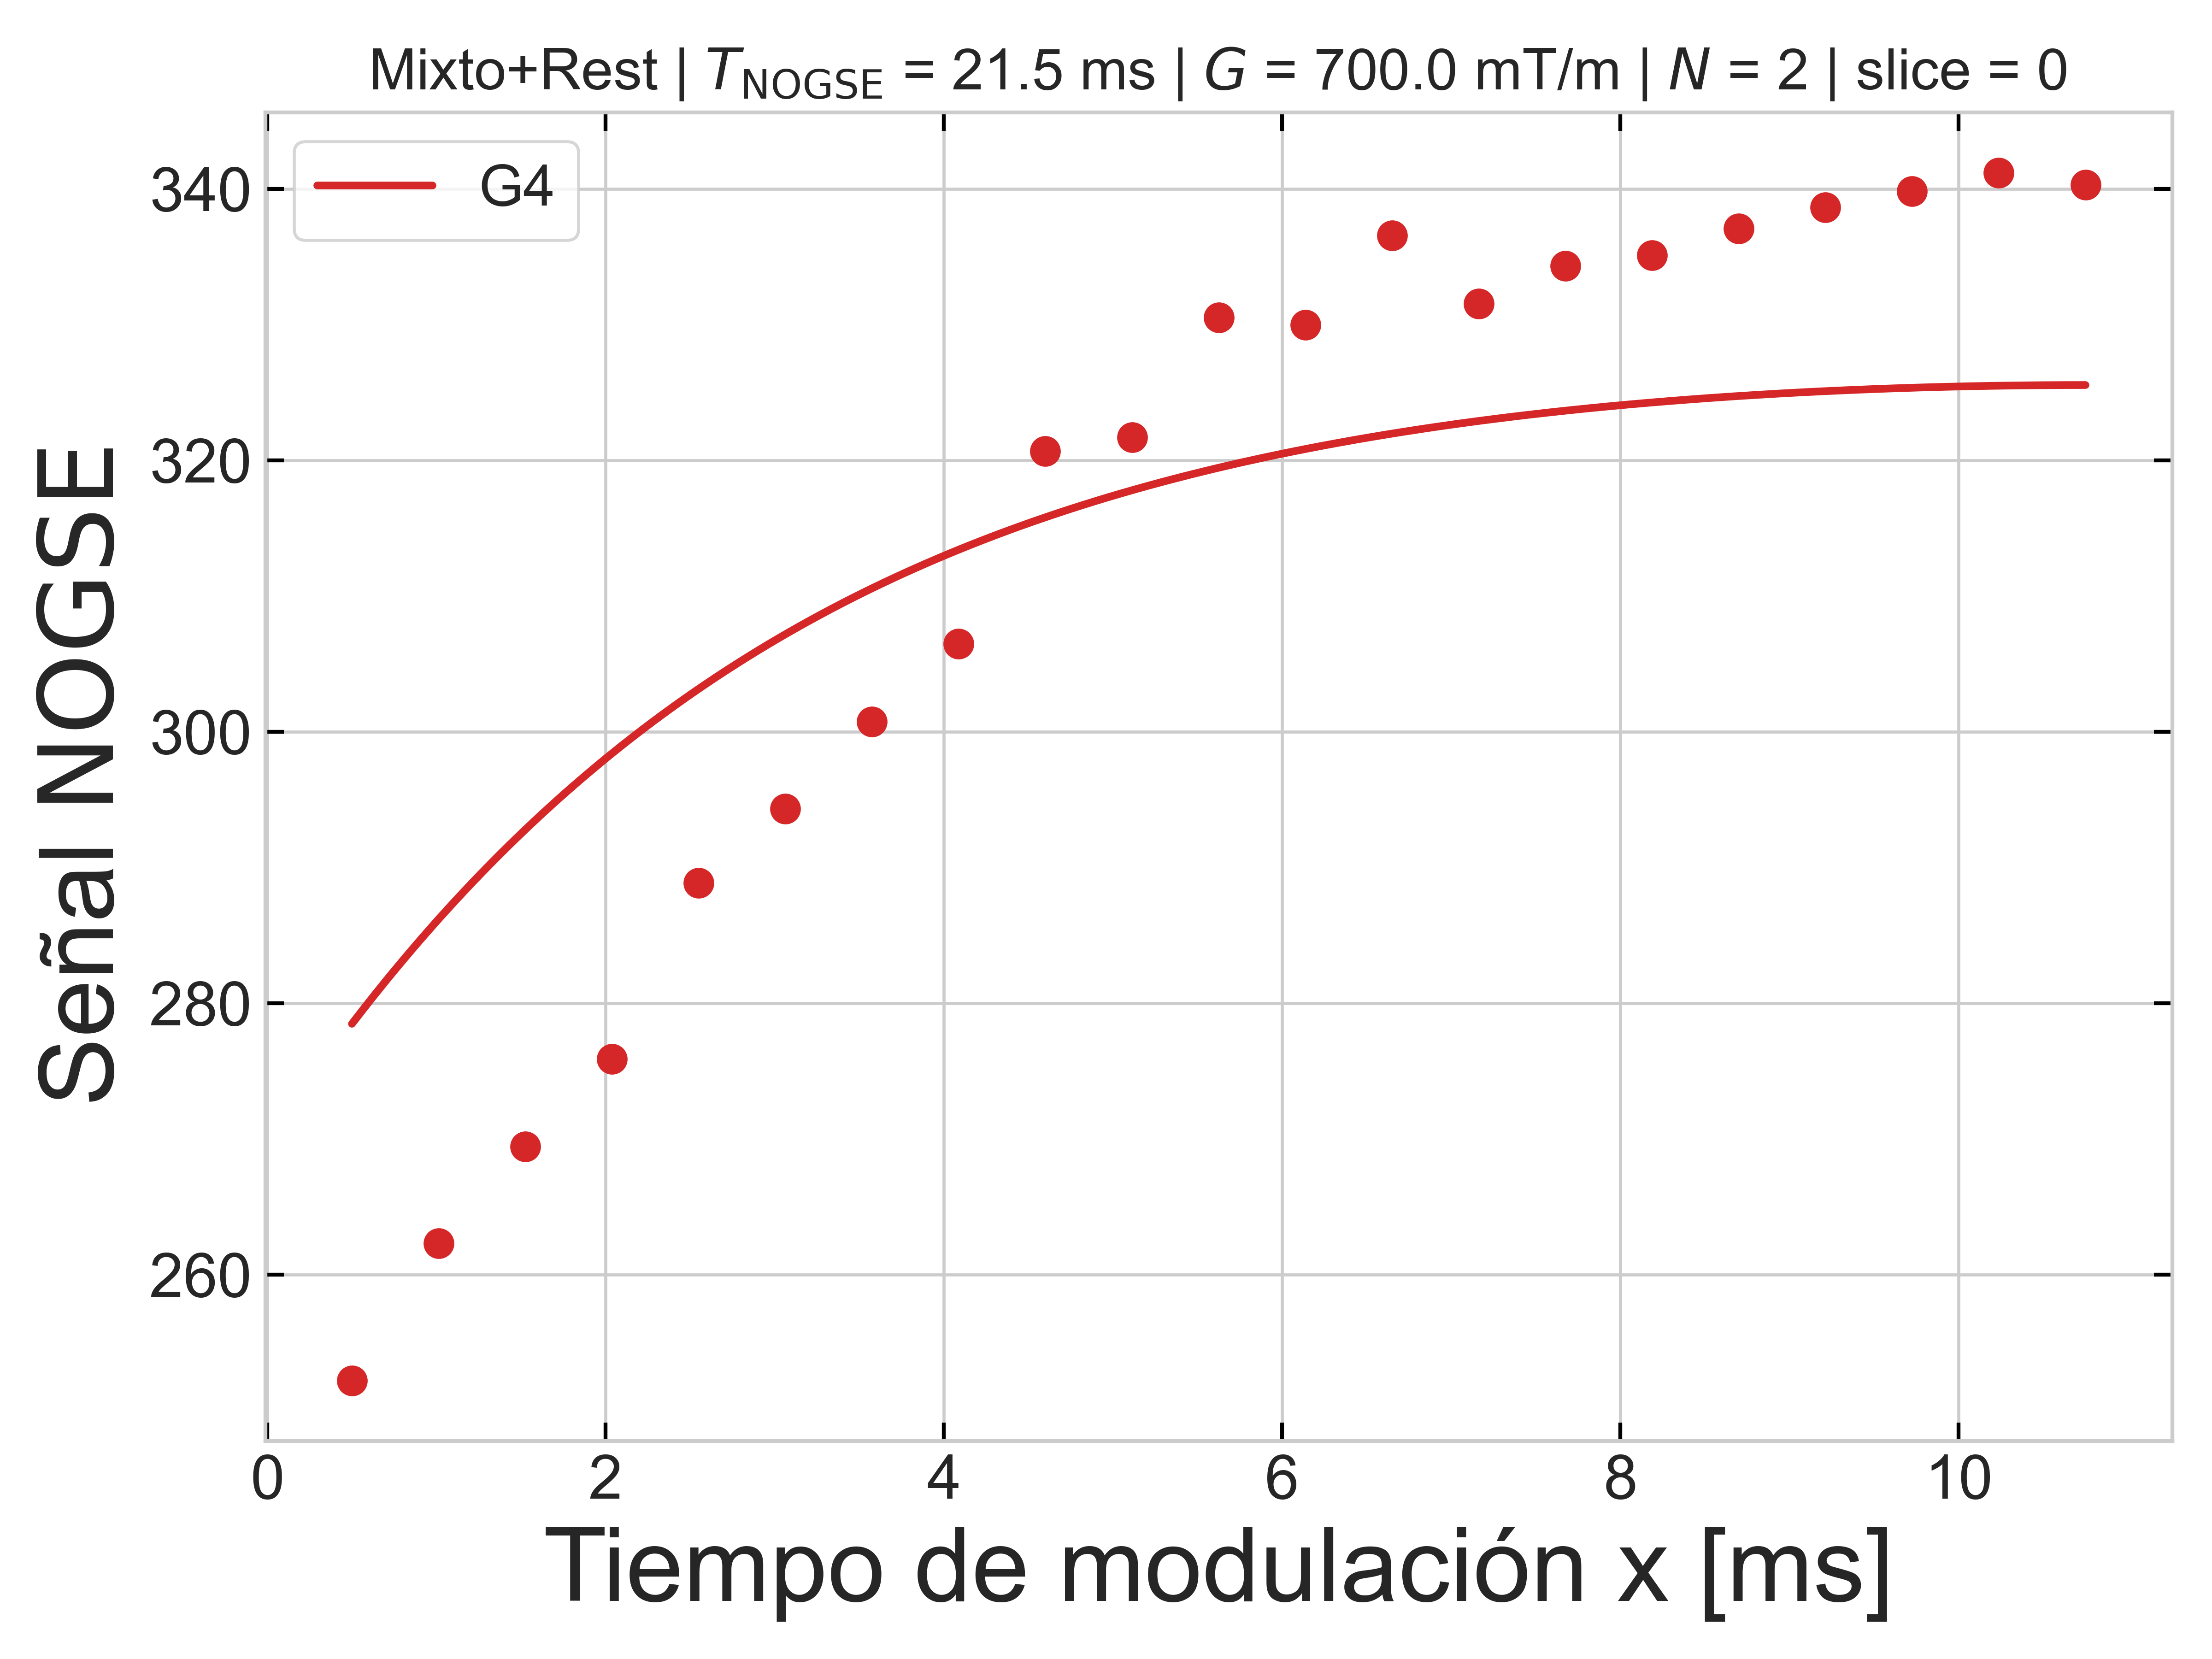 Mixto+Rest | T_NOGSE = 21.5 ms | G = 700.0 mT/m | N = 2 | slice = 0
G4
340
320
300
280
260
Señal NOGSE
0 2 4 6 8 10
Tiempo de modulación x [ms]